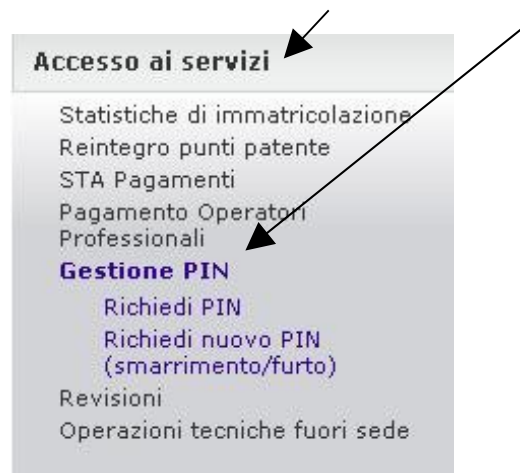 Accesso ai servizi
Statistiche di immatricolazione
Reintegro punti patente
STA Pagamenti
Pagamento Operatori
Professionali
Gestione PIN
Richiedi PIN
Richiedi nuovo PIN
(smarrimento/furto)
Revisioni
Operazioni tecniche fuori sede